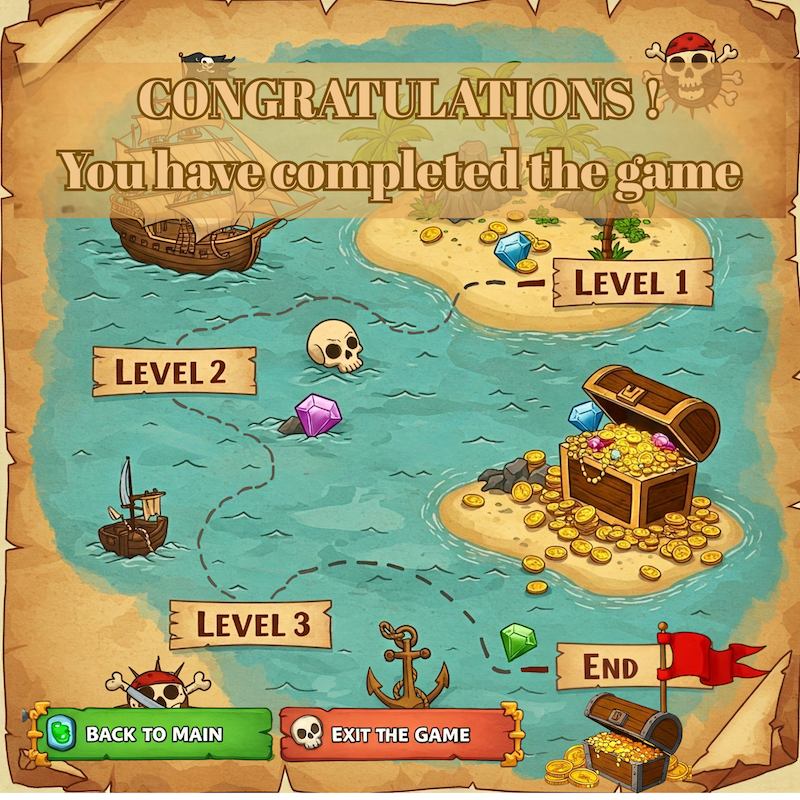 CONGRATULATIONS !
You have completed the game
LEVEL 1
LEVEL 2
LEVEL 3
END
BACK TO MAIN
EXIT THE GAME